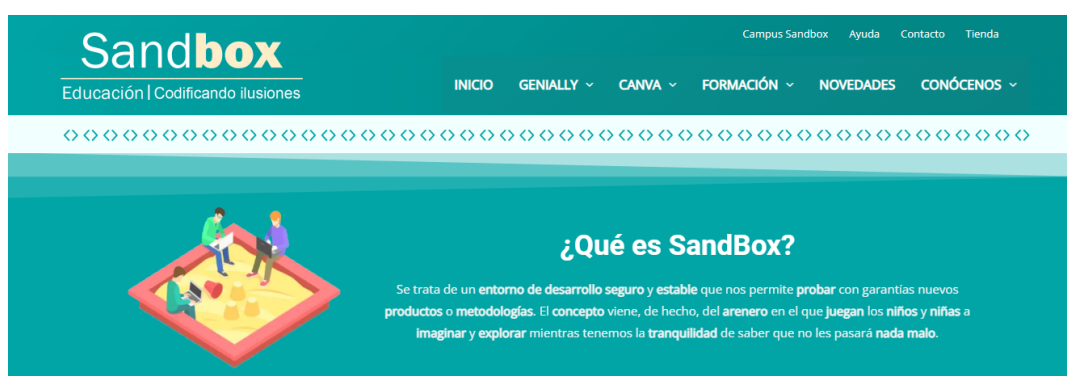 Campus Sandbox Ayuda Contacto Tienda
Sandbox
Educación | Codificando ilusiones
INICIO GENIALLY CANVA FORMACIÓN NOVEDADES CONÓCENOS
¿Qué es SandBox?
Se trata de un entorno de desarrollo seguro y estable que nos permite probar con garantías nuevos
productos o metodologías. El concepto viene, de hecho, del arenero en el que juegan los niños y niñas a
imaginar y explorar mientras tenemos la tranquilidad de saber que no les pasará nada malo.